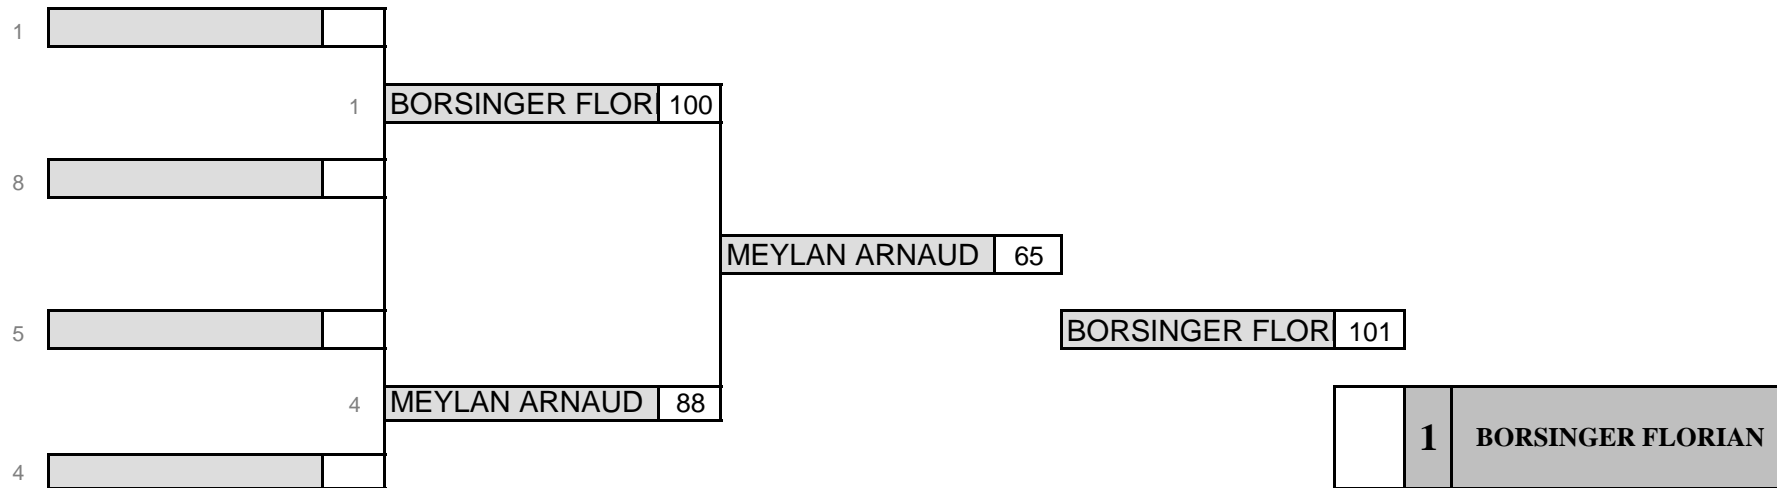 1
1 BORSINGER FLOR 100
8
MEYLAN ARNAUD 65
5
BORSINGER FLOR 101
4 MEYLAN ARNAUD 88
1 BORSINGER FLORIAN
4